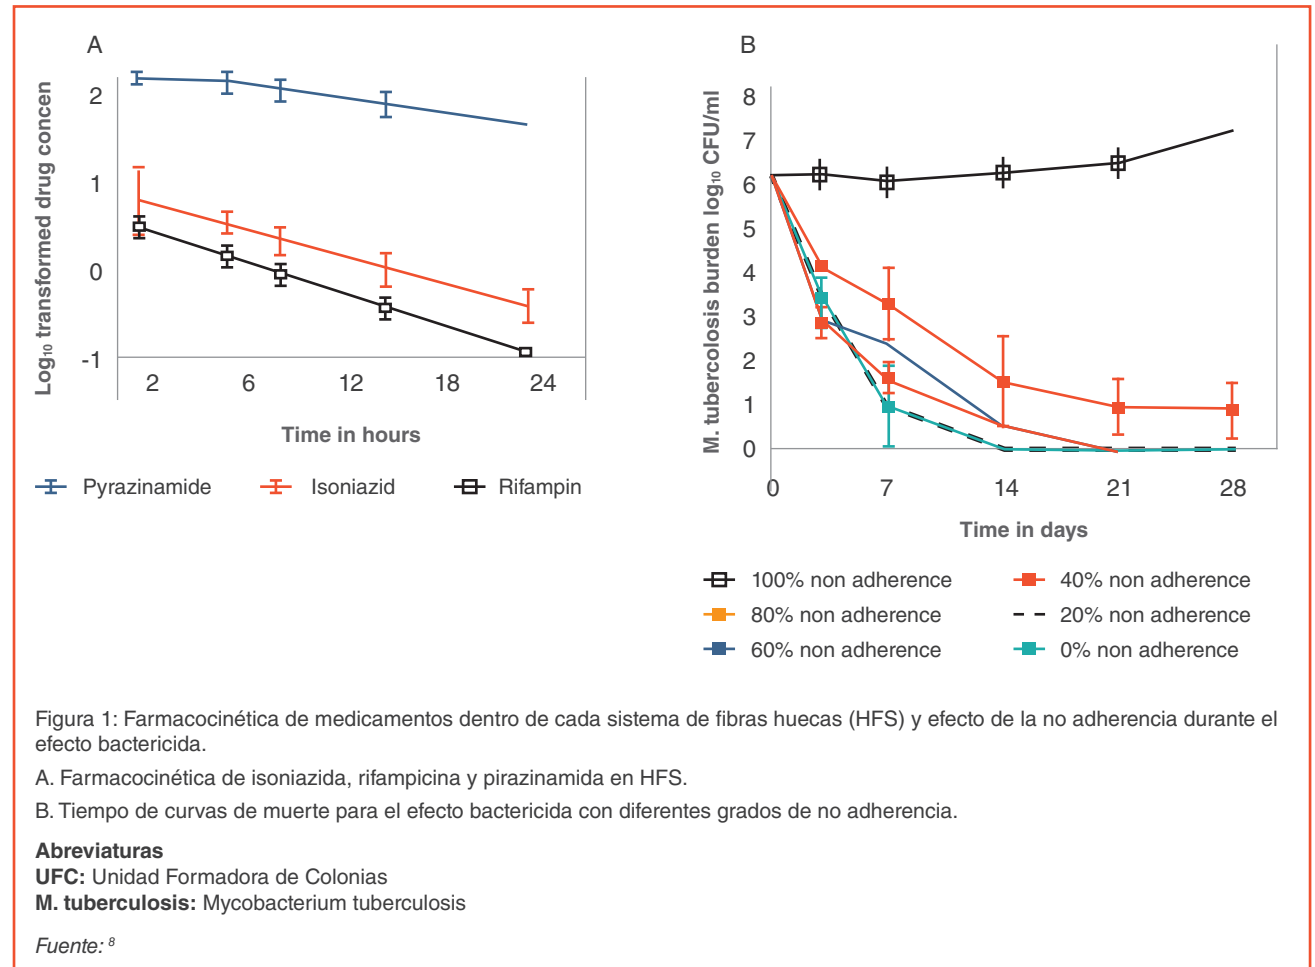 A
Log₁₀ transformed drug concen
2
1
0
-1
2 6 12 18 24
Time in hours
Pyrazinamide Isoniazid Rifampin
B
M. tubercolosis burden log₁₀ CFU/ml
8
7
6
5
4
3
2
1
0
0 7 14 21 28
Time in days
100% non adherence 40% non adherence
80% non adherence 20% non adherence
60% non adherence 0% non adherence
Figura 1: Farmacocinética de medicamentos dentro de cada sistema de fibras huecas (HFS) y efecto de la no adherencia durante el
efecto bactericida.
A. Farmacocinética de isoniazida, rifampicina y pirazinamida en HFS.
B. Tiempo de curvas de muerte para el efecto bactericida con diferentes grados de no adherencia.
Abreviaturas
UFC: Unidad Formadora de Colonias
M. tuberculosis: Mycobacterium tuberculosis
Fuente: ⁸